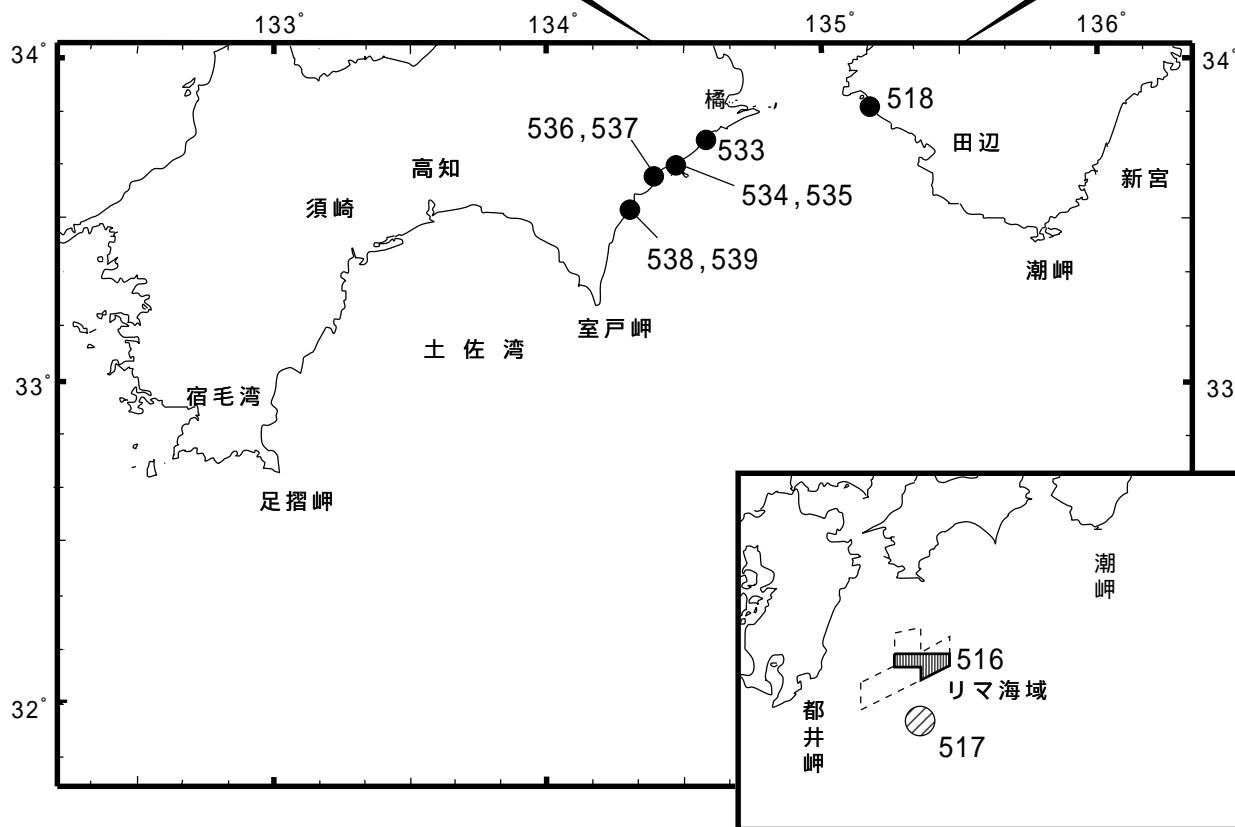 133°
134°
135°
136°
34°
34°
橘
518
536,537
533
田辺
高知
新宮
534,535
須崎
538,539
潮岬
室戸岬
土佐湾
33°
33
宿毛湾
足摺岬
潮岬
516
リマ海域
32°
都井岬
517